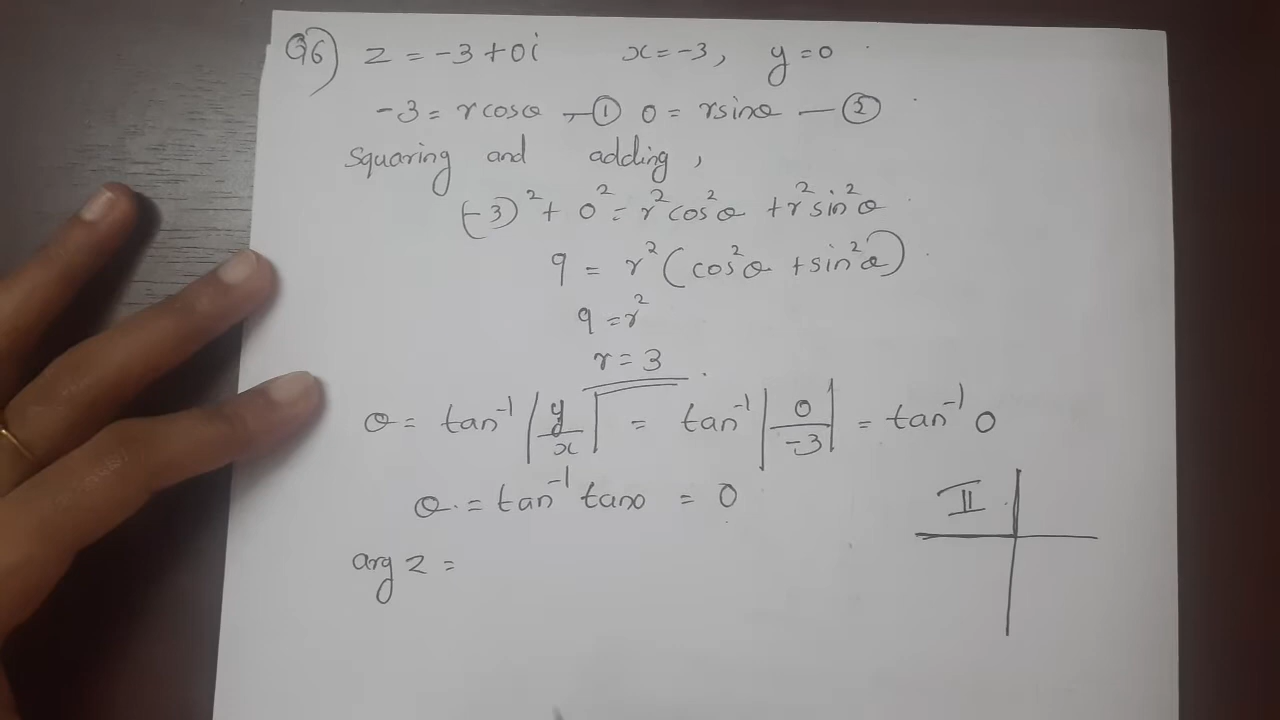 Q6) z = -3+0i x=-3, y=0
-3 = r cosθ —① 0 = r sinθ —②
Squaring and adding,
(-3)² + 0² = r²cos²θ + r²sin²θ
9 = r²(cos²θ + sin²θ)
9 = r²
r = 3
θ = tan⁻¹|y/x| = tan⁻¹|0/-3| = tan⁻¹ 0
θ = tan⁻¹ tan0 = 0
II
arg z =